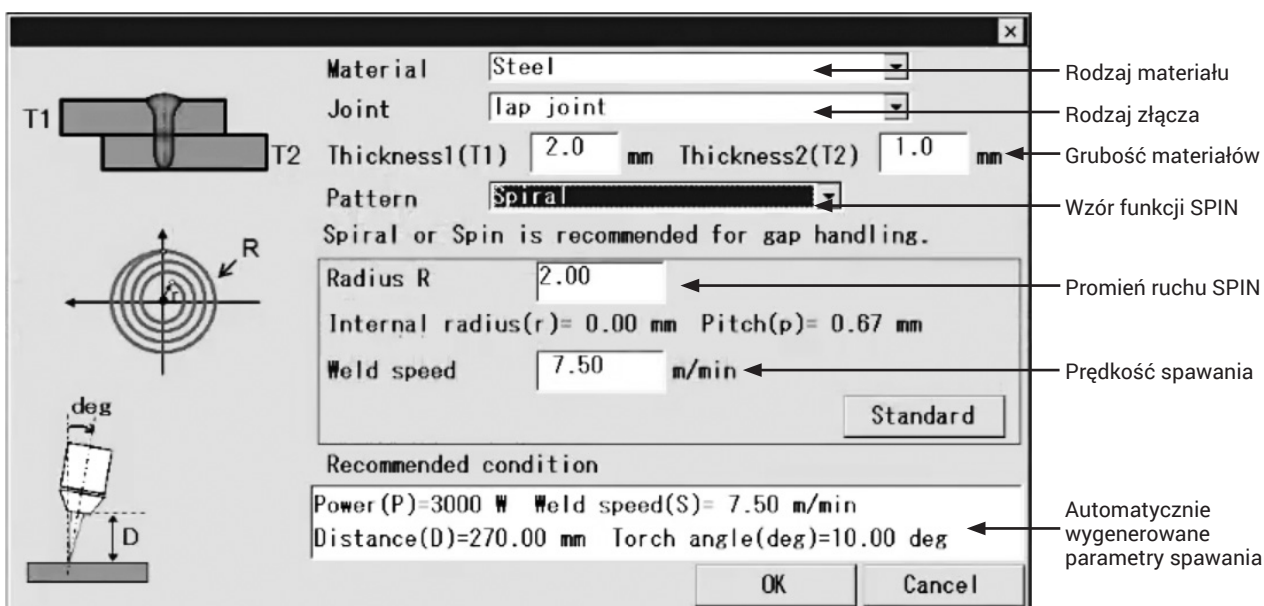 ×
Material Steel Rodzaj materiału
Joint lap joint Rodzaj złącza
T1
T2
Thickness1(T1) 2.0 mm Thickness2(T2) 1.0 mm Grubość materiałów
Pattern Spiral Wzór funkcji SPIN
Spiral or Spin is recommended for gap handling.
R
r
Radius R 2.00 Promień ruchu SPIN
Internal radius(r)= 0.00 mm Pitch(p)= 0.67 mm
Weld speed 7.50 m/min Prędkość spawania
Standard
deg
D
Recommended condition
Power(P)=3000 W Weld speed(S)= 7.50 m/min
Distance(D)=270.00 mm Torch angle(deg)=10.00 deg
Automatycznie
wygenerowane
parametry spawania
OK Cancel